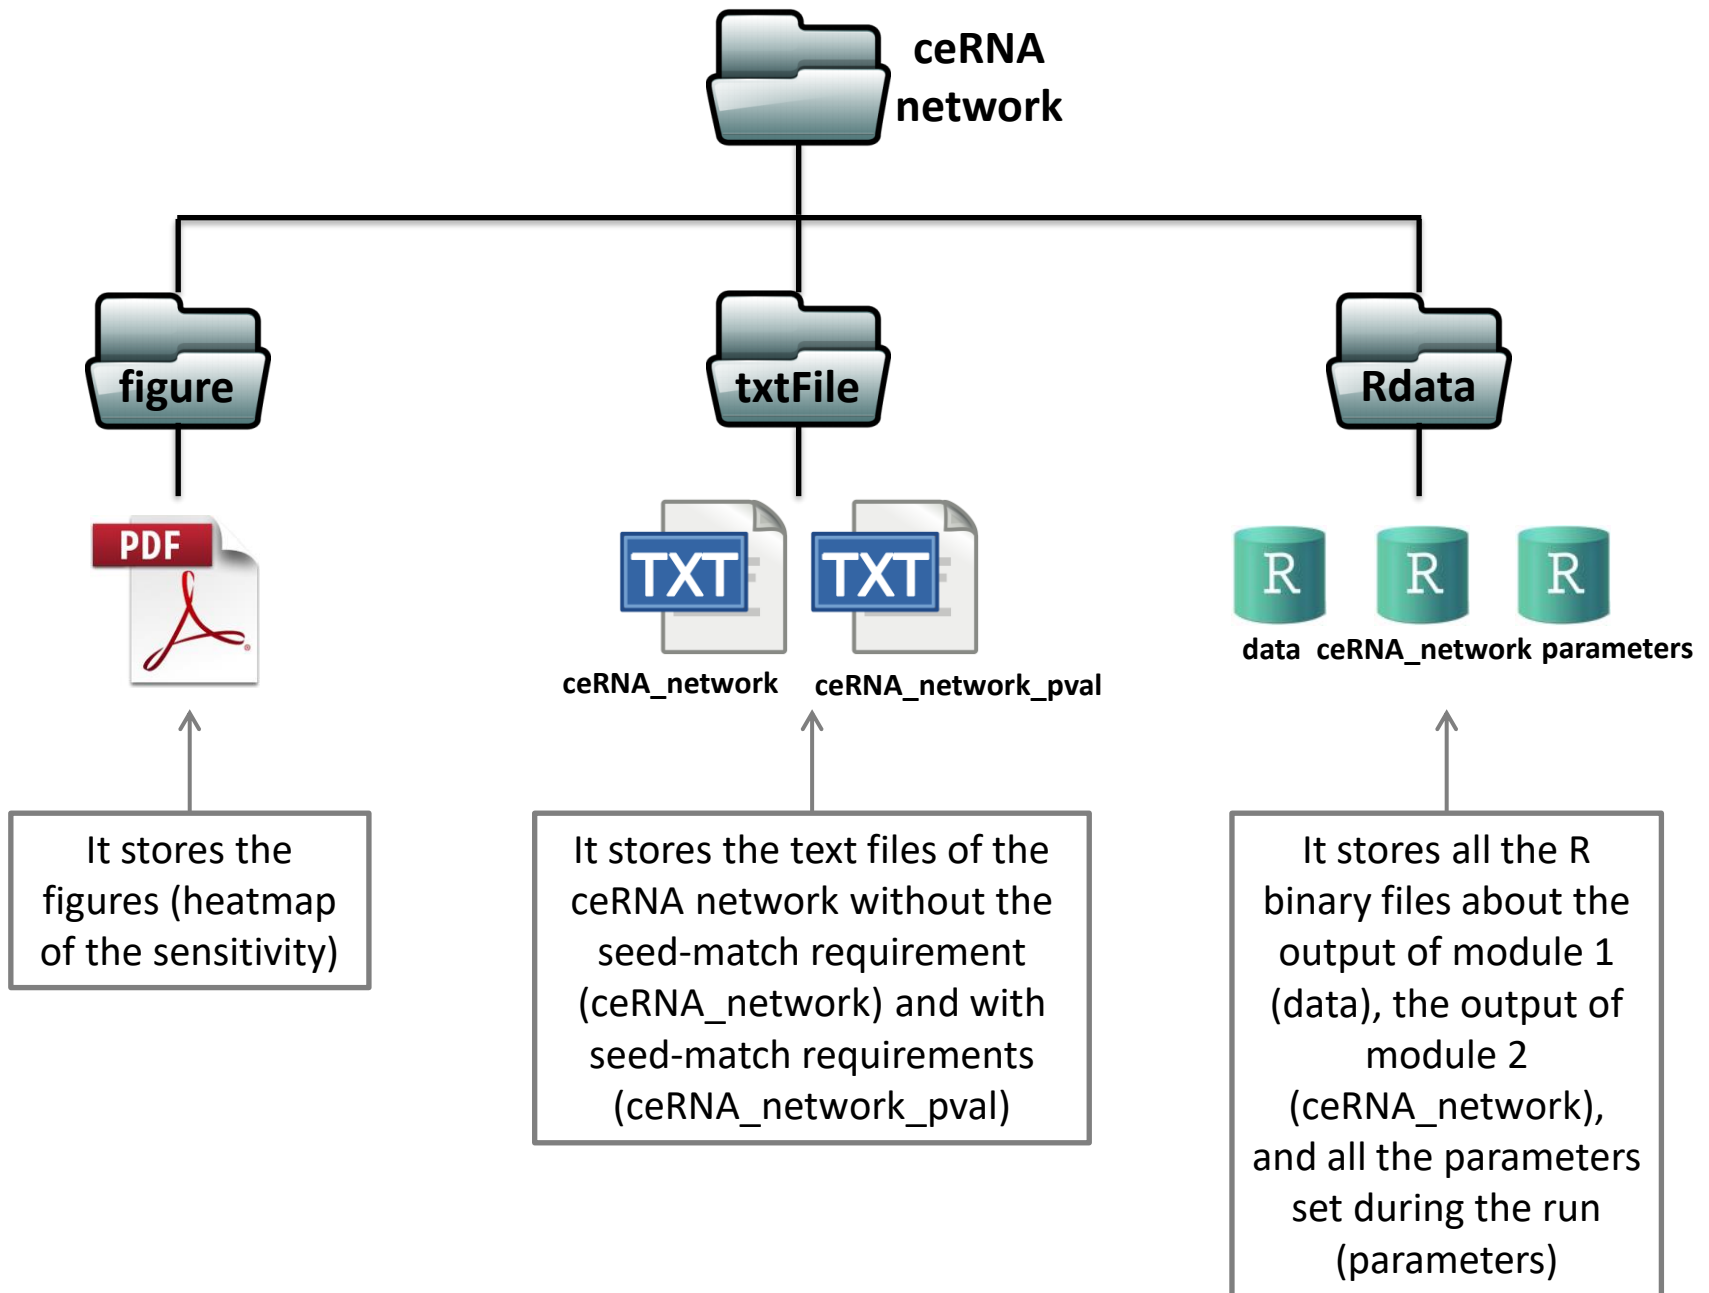 ceRNA
network
figure
txtFile
Rdata
PDF
TXT
TXT
R
R
R
ceRNA_network
ceRNA_network_pval
data
ceRNA_network
parameters
It stores the
figures (heatmap
of the sensitivity)
It stores the text files of the
ceRNA network without the
seed-match requirement
(ceRNA_network) and with
seed-match requirements
(ceRNA_network_pval)
It stores all the R
binary files about the
output of module 1
(data), the output of
module 2
(ceRNA_network),
and all the parameters
set during the run
(parameters)